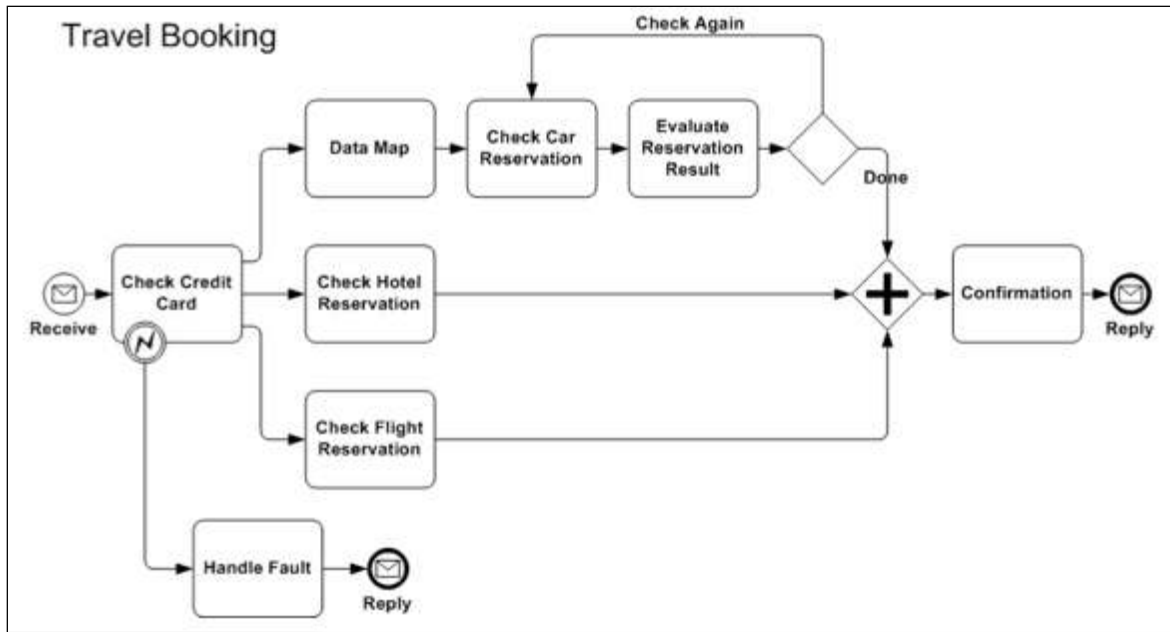 Travel Booking
Check Again
Data Map
Check Car
Reservation
Evaluate
Reservation
Result
Done
Receive
Check Credit
Card
Check Hotel
Reservation
Confirmation
Reply
Check Flight
Reservation
Handle Fault
Reply